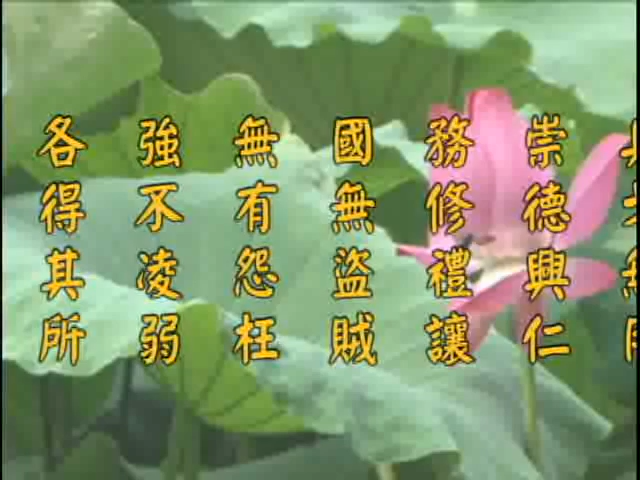 崇德興仁
務修禮讓
國無盜賊
無有怨枉
強不凌弱
各得其所